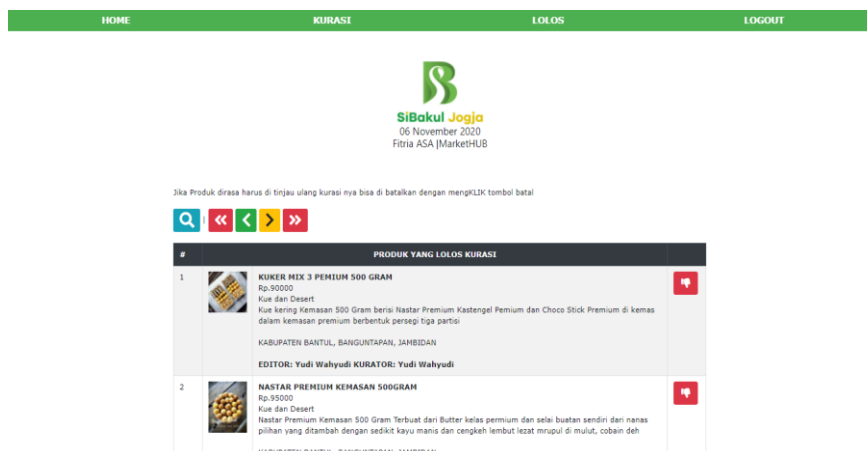 HOME KURASI LOLOS LOGOUT
SiBakul Jogja
06 November 2020
Fitria ASA |MarketHUB
Jika Produk dirasa harus di tinjau ulang kurasi nya bisa di batalkan dengan mengKLIK tombol batal
# PRODUK YANG LOLOS KURASI
1 KUKER MIX 3 PEMIUM 500 GRAM
Rp.90000
Kue dan Desert
Kue kering Kemasan 500 Gram berisi Nastar Premium Kastengel Pemium dan Choco Stick Premium di kemas
dalam kemasan premium berbentuk persegi tiga partisi
KABUPATEN BANTUL, BANGUNTAPAN, JAMBIDAN
EDITOR: Yudi Wahyudi KURATOR: Yudi Wahyudi
2 NASTAR PREMIUM KEMASAN 500GRAM
Rp.95000
Kue dan Desert
Nastar Premium Kemasan 500 Gram Terbuat dari Butter kelas permium dan selai buatan sendiri dari nanas
pilihan yang ditambah dengan sedikit kayu manis dan cengkeh lembut lezat mrupul di mulut, cobain deh
KABUPATEN BANTUL, BANGUNTAPAN, JAMBIDAN